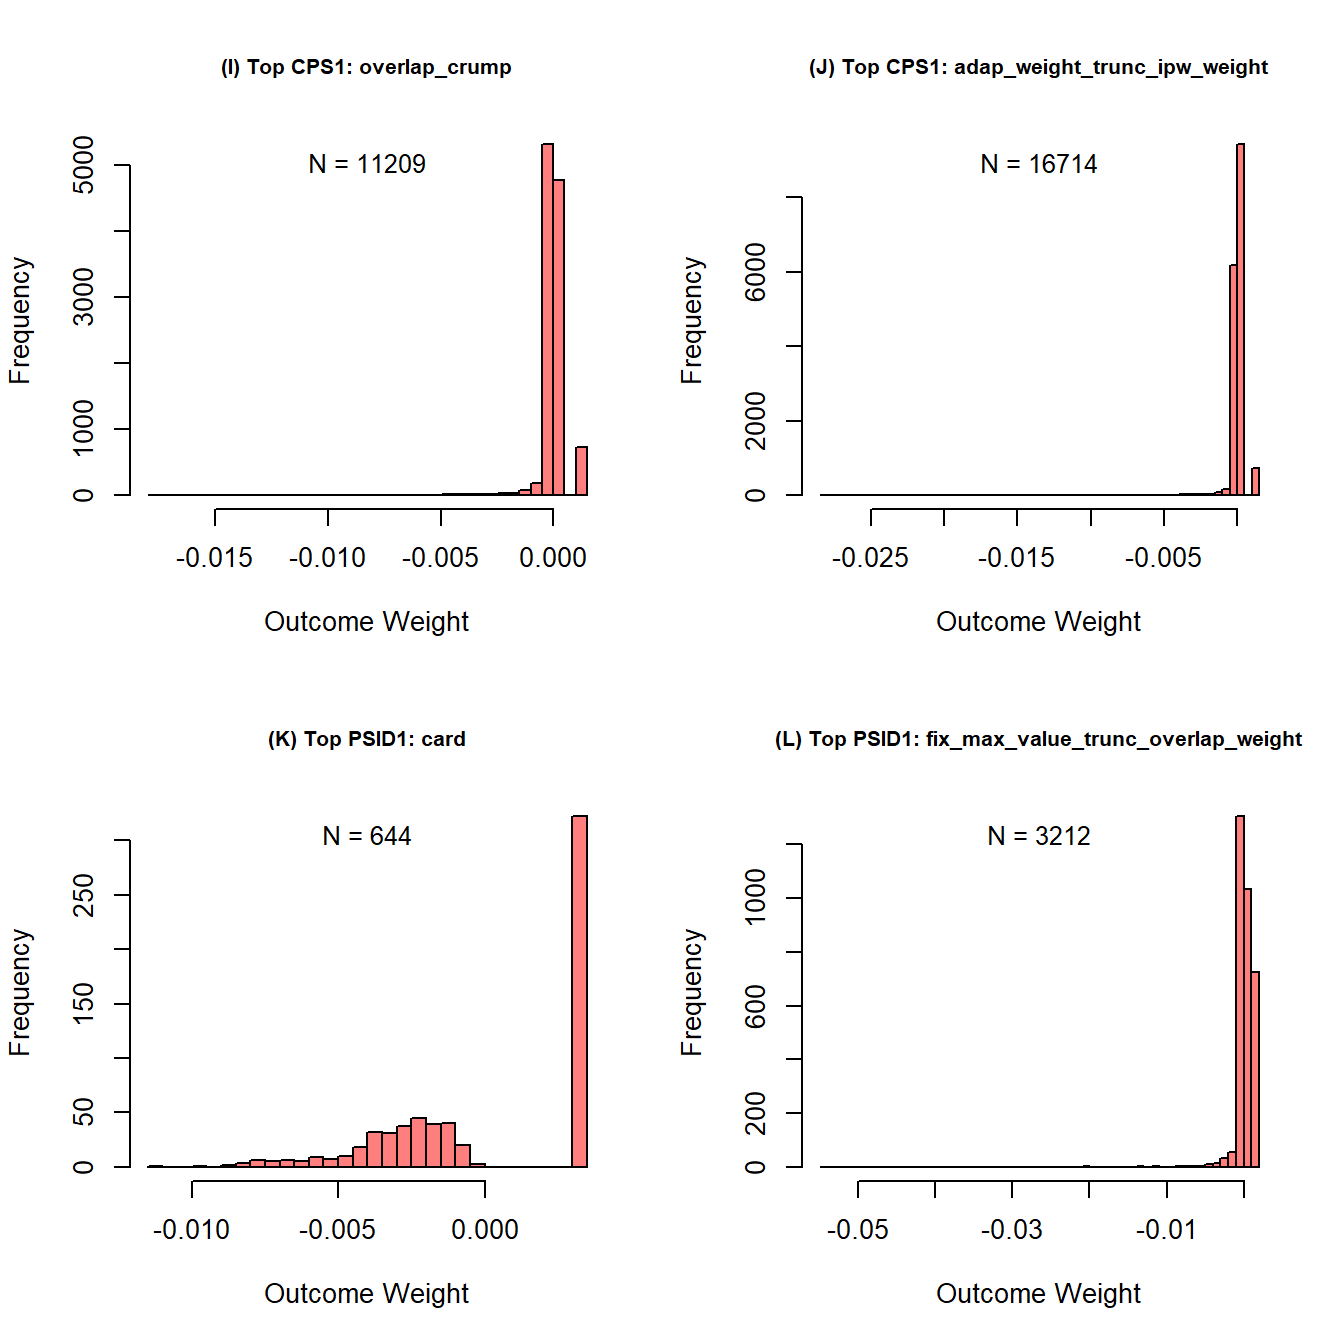 (I) Top CPS1: overlap_crump
N = 11209
Frequency
5000
3000
1000
0
-0.015 -0.010 -0.005 0.000
Outcome Weight
(J) Top CPS1: adap_weight_trunc_ipw_weight
N = 16714
Frequency
6000
2000
0
-0.025 -0.015 -0.005
Outcome Weight
(K) Top PSID1: card
N = 644
Frequency
250
150
50
0
-0.010 -0.005 0.000
Outcome Weight
(L) Top PSID1: fix_max_value_trunc_overlap_weight
N = 3212
Frequency
1000
600
200
0
-0.05 -0.03 -0.01
Outcome Weight